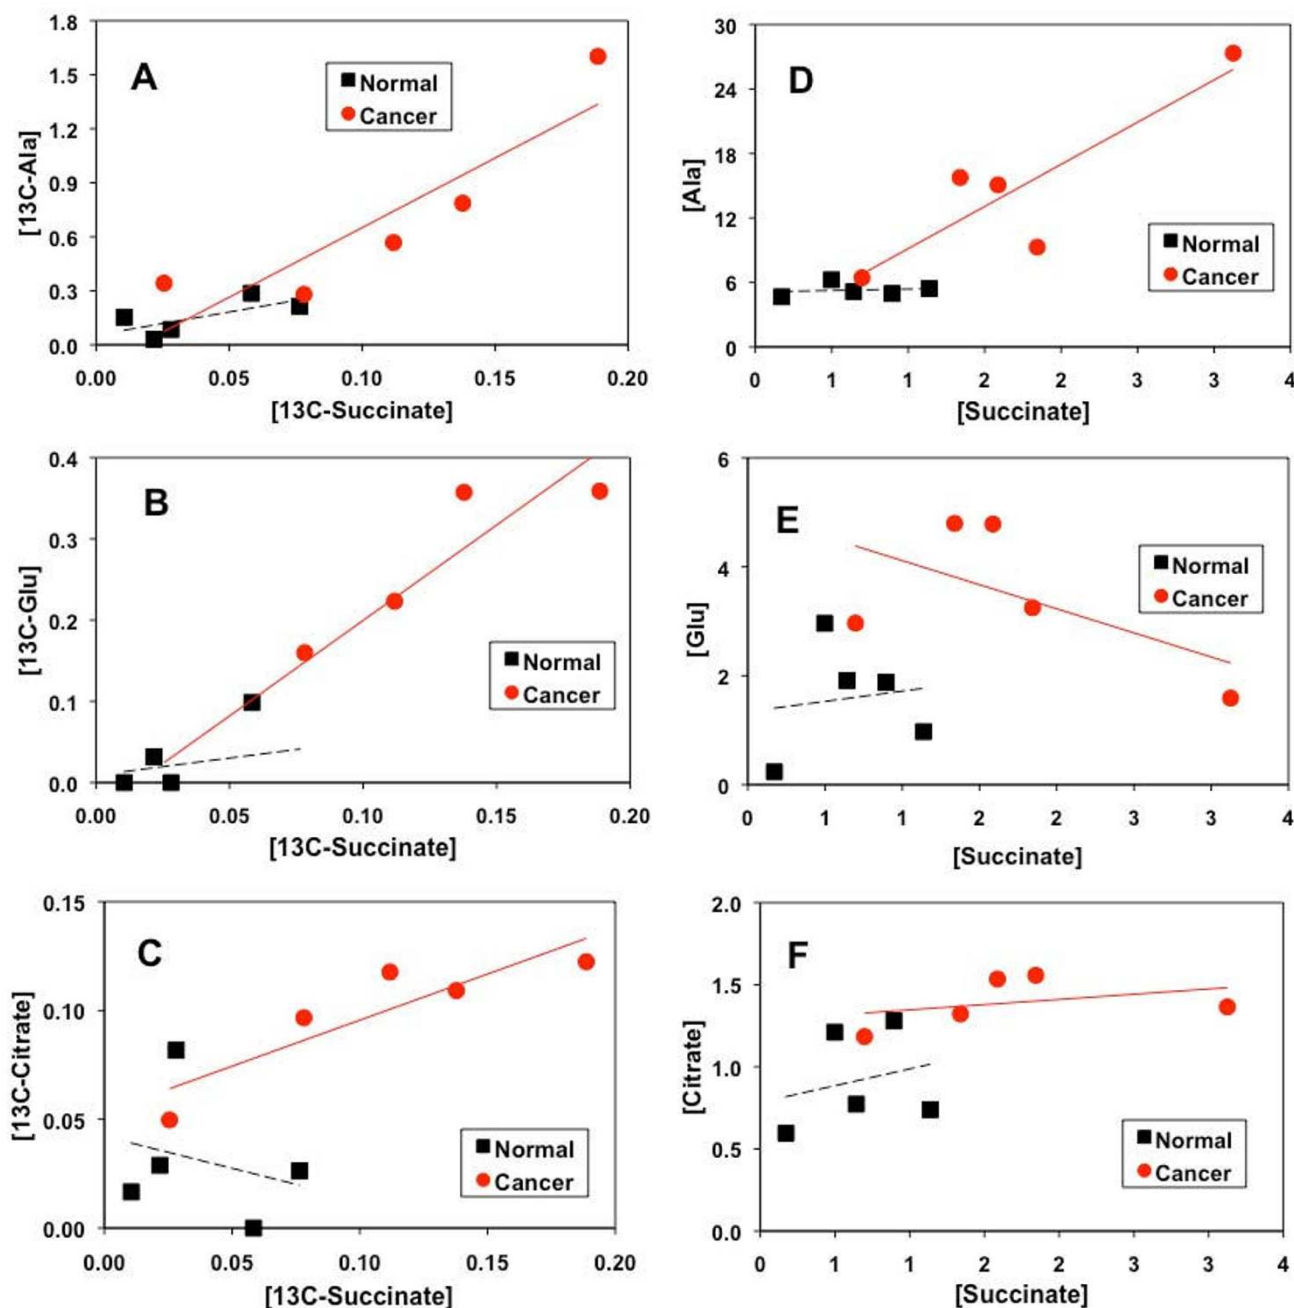 A
Normal
Cancer
[13C-Ala]
1.8
1.5
1.2
0.9
0.6
0.3
0.0
0.00 0.05 0.10 0.15 0.20
[13C-Succinate]
D
[Ala]
30
24
18
12
6
0
Normal
Cancer
0 1 1 2 2 3 3 4
[Succinate]
B
[13C-Glu]
0.4
0.3
0.2
0.1
0.0
Normal
Cancer
0.00 0.05 0.10 0.15 0.20
[13C-Succinate]
E
[Glu]
6
4
2
0
Normal
Cancer
0 1 1 2 2 3 3 4
[Succinate]
C
[13C-Citrate]
0.15
0.10
0.05
0.00
Normal
Cancer
0.00 0.05 0.10 0.15 0.20
[13C-Succinate]
F
[Citrate]
2.0
1.5
1.0
0.5
0.0
Normal
Cancer
0 1 1 2 2 3 3 4
[Succinate]